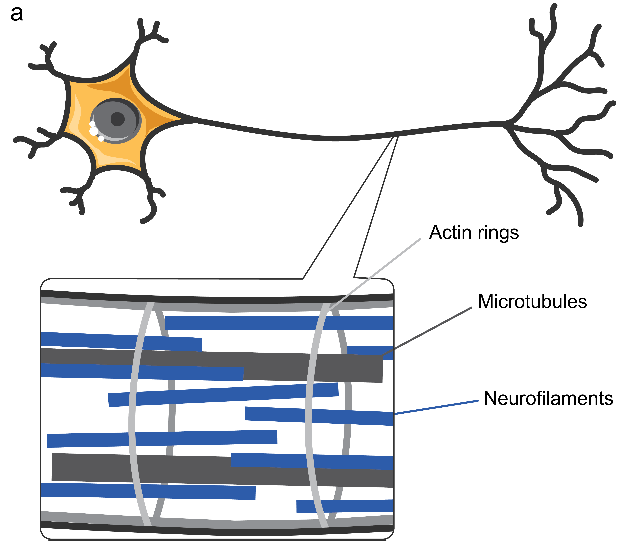 a
Actin rings
Microtubules
Neurofilaments